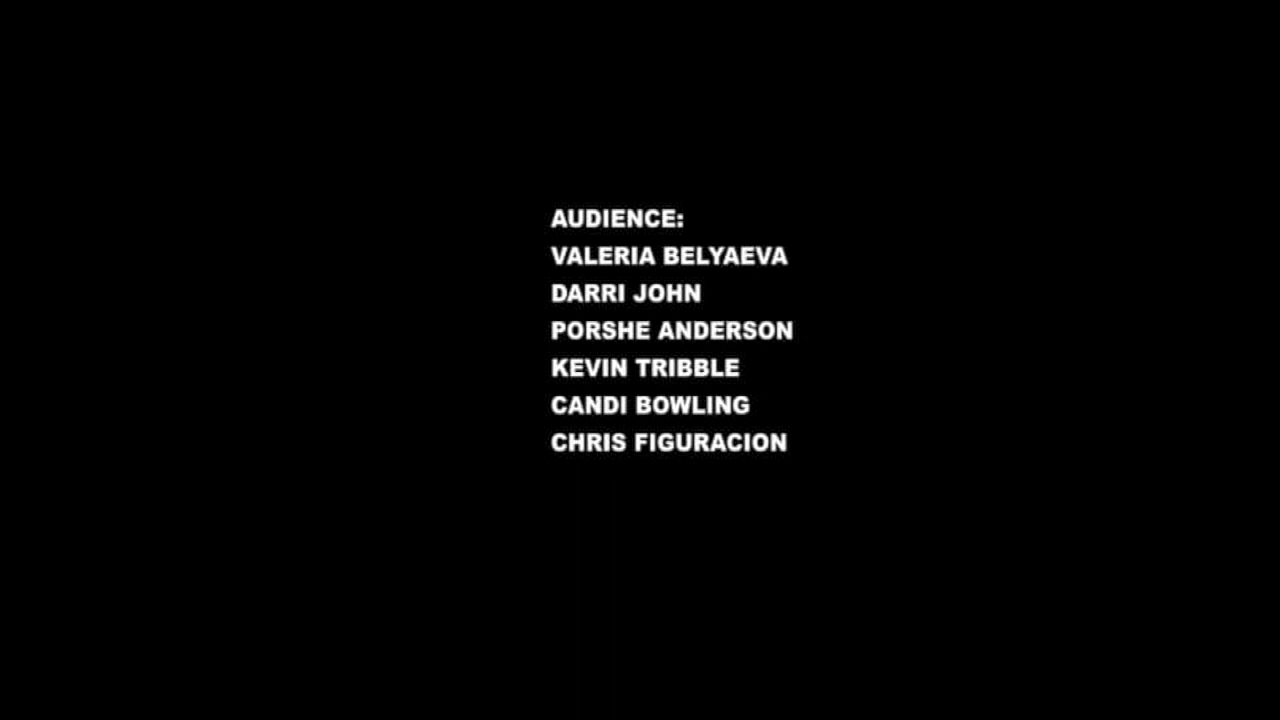 AUDIENCE:
VALERIA BELYAEVA
DARRI JOHN
PORSHE ANDERSON
KEVIN TRIBBLE
CANDI BOWLING
CHRIS FIGURACION